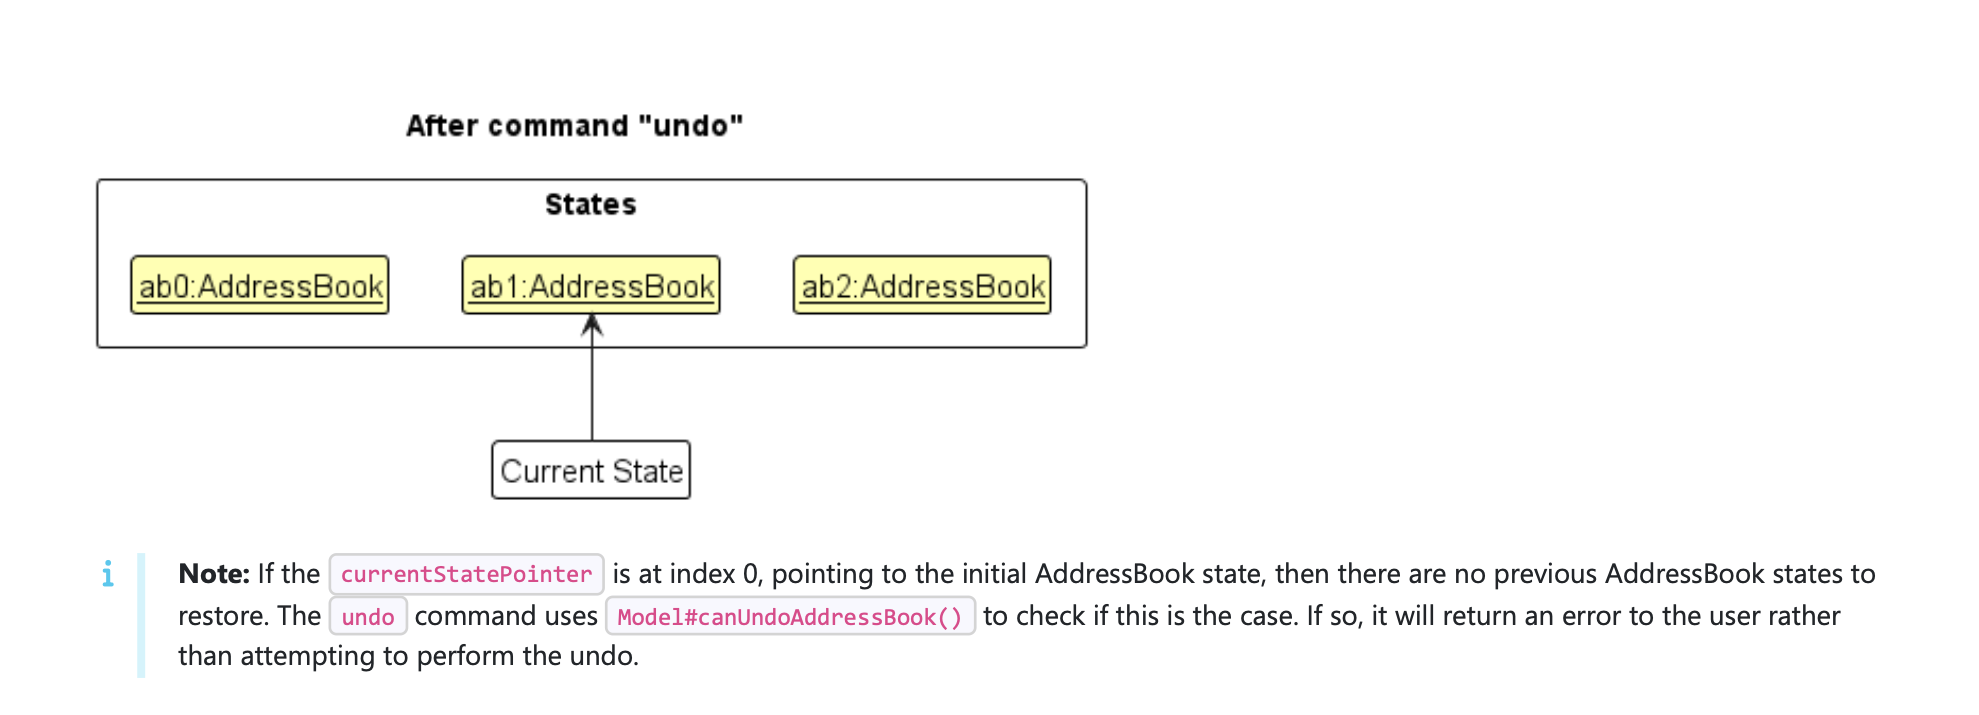 After command "undo"
States
ab0:AddressBook ab1:AddressBook ab2:AddressBook
Current State
i Note: If the currentStatePointer is at index 0, pointing to the initial AddressBook state, then there are no previous AddressBook states to
restore. The undo command uses Model#canUndoAddressBook() to check if this is the case. If so, it will return an error to the user rather
than attempting to perform the undo.